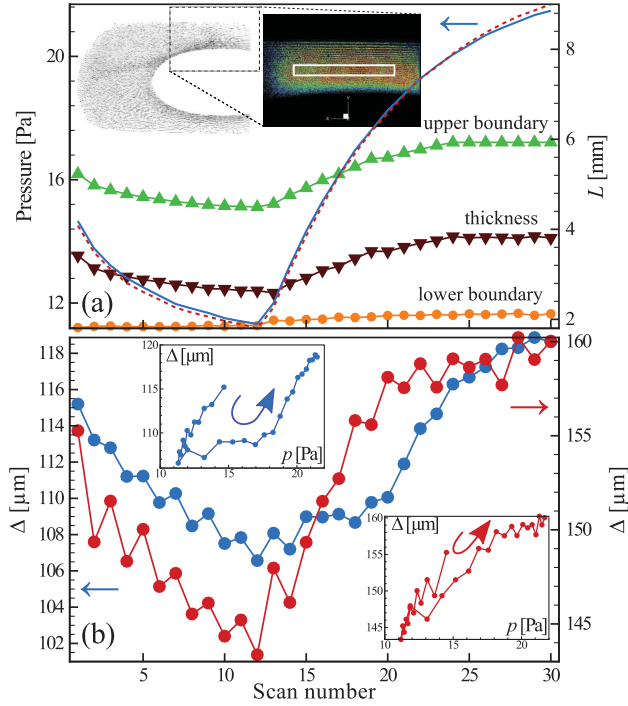 21
16
12
Pressure [Pa]
8
6
4
2
L [mm]
upper boundary
thickness
lower boundary
(a)
118
116
114
112
110
108
106
104
102
Δ [μm]
160
155
150
145
Δ [μm]
120
115
110
107
Δ [μm]
10
15
20
p [Pa]
160
155
150
145
Δ [μm]
10
15
20
p [Pa]
(b)
5
10
15
20
25
30
Scan number